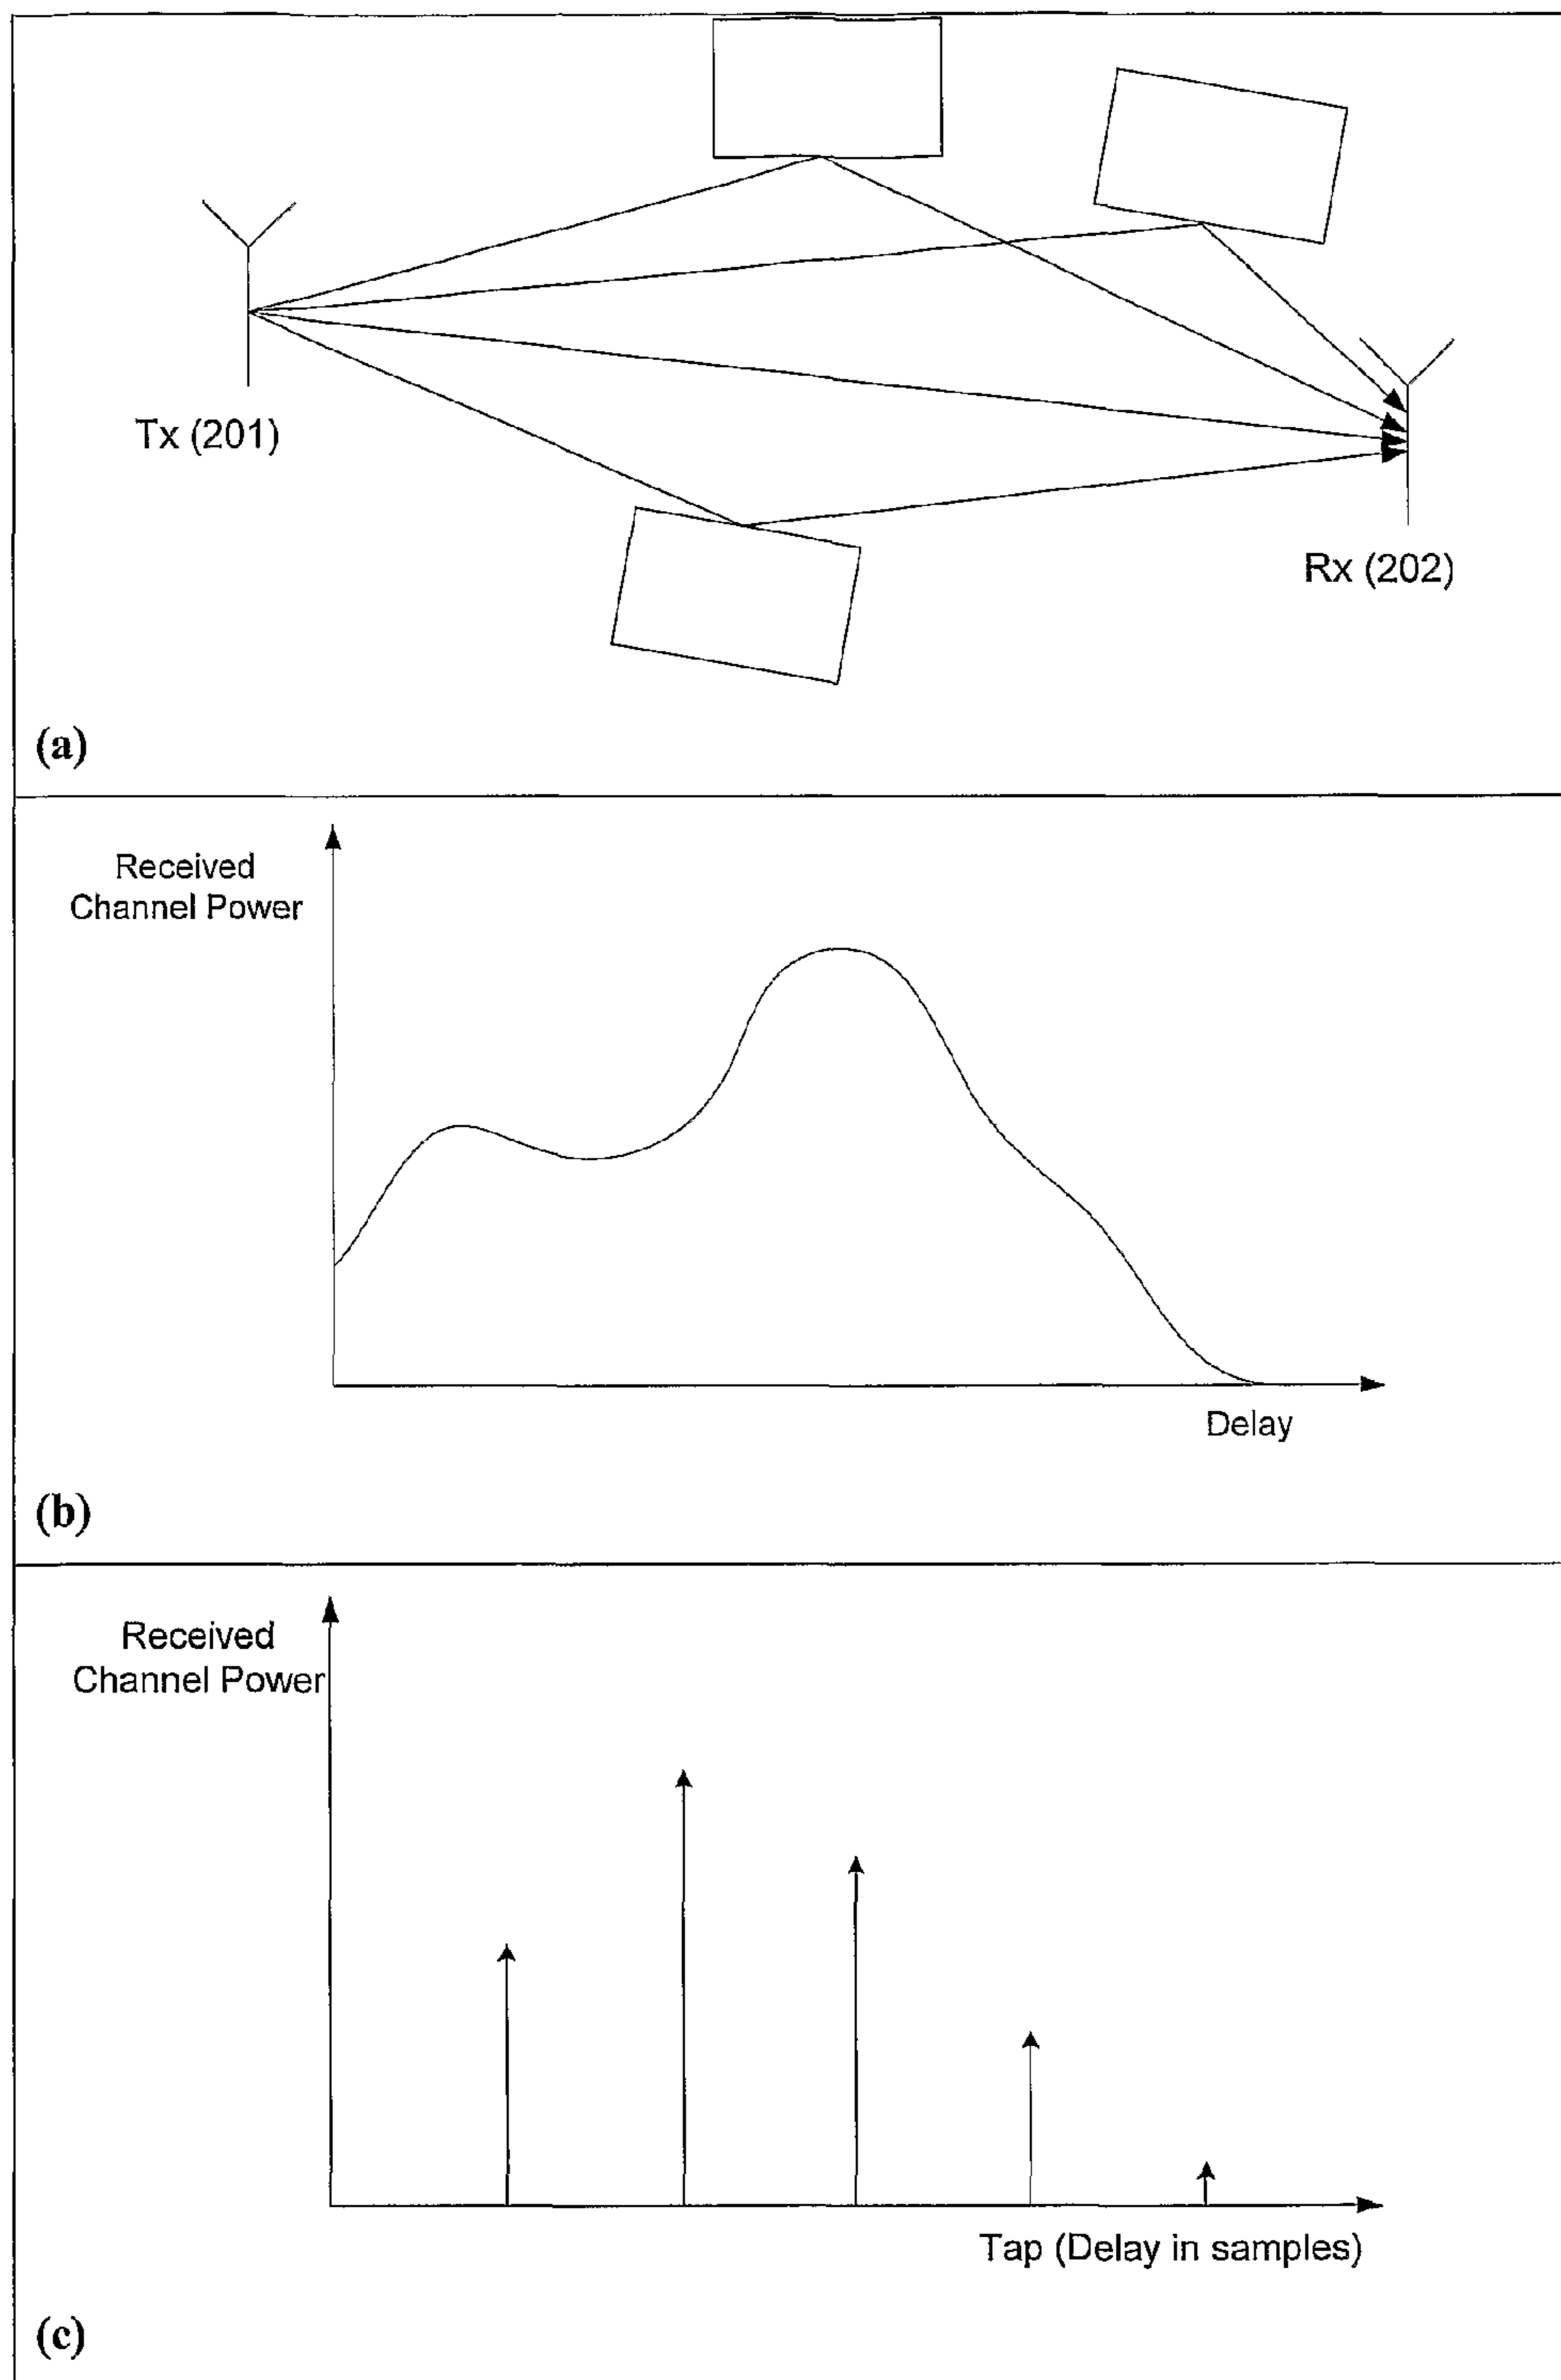 Tx (201)
Rx (202)
(a)
Received
Channel Power
Delay
(b)
Received
Channel Power
Tap (Delay in samples)
(c)